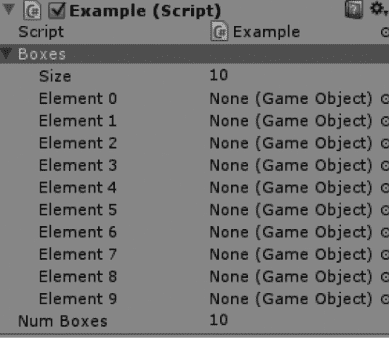 Example (Script)
Script Example
Boxes
Size 10
Element 0 None (Game Object)
Element 1 None (Game Object)
Element 2 None (Game Object)
Element 3 None (Game Object)
Element 4 None (Game Object)
Element 5 None (Game Object)
Element 6 None (Game Object)
Element 7 None (Game Object)
Element 8 None (Game Object)
Element 9 None (Game Object)
Num Boxes 10